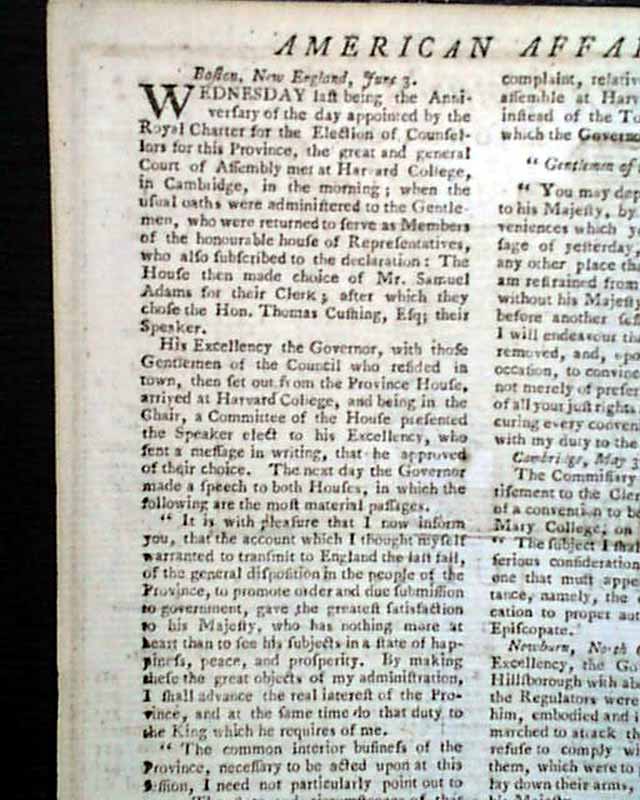 AMERICAN AFFAI
Boſton, New England, June 3.
WEDNESDAY laſt being the Anni-
verſary of the day appointed by the
Royal Charter for the Election of Counſel-
lors for this Province, the great and general
Court of Aſſembly met at Harvard College,
in Cambridge, in the morning; when the
uſual oaths were adminiſtered to the Gentle-
men, who were returned to ſerve as Members
of the honourable houſe of Repreſentatives,
who alſo ſubſcribed to the declaration: The
Houſe then made choice of Mr. Samuel
Adams for their Clerk; after which they
choſe the Hon. Thomas Cuſhing, Eſq; their
Speaker.
His Excellency the Governor, with thoſe
Gentlemen of the Council who reſided in
town, then ſet out from the Province Houſe,
arrived at Harvard College, and being in the
Chair, a Committee of the Houſe preſented
the Speaker elect to his Excellency, who
ſent a meſſage in writing, that he approved
of their choice. The next day the Governor
made a ſpeech to both Houſes, in which the
following are the moſt material paſſages.
“ It is with pleaſure that I now inform
you, that the account which I thought myſelf
warranted to tranſmit to England the laſt fall,
of the general diſpoſition in the people of the
Province, to promote order and due ſubmiſſion
to government, gave the greateſt ſatisfaction
to his Majeſty, who has nothing more at
heart than to ſee his ſubjects in a ſtate of hap-
pineſs, peace, and proſperity. By making
theſe the great objects of my adminiſtration,
I ſhall advance the real intereſt of the Pro-
vince, and at the ſame time do that duty to
the King which he requires of me.
“ The common interior buſineſs of the
Province, neceſſary to be acted upon at this
Seſſion, I need not particularly point out to
complaint, relativ
aſſemble at Harv
inſtead of the To
which the Governo
“ Gentlemen of
“ You may dep
to his Majeſty, by
veniences which y
ſage of yeſterday,
any other place th
am reſtrained from
without his Majeſty
before another ſeſſ
I will endeavour th
removed, and, upo
occaſion, to convinc
not merely of prefer
of all your juſt rights
curing every conveni
with my duty to the
Cambridge, May 3
The Commiſſary
tiſement to the Cler
of a convention to be
Mary College, on
“ The ſubject I ſhal
ſerious conſideration
one that muſt appe
tance, namely, the
cation to proper aut
Epiſcopate.
Newburn, North C
Excellency, the Go
Hillſborough with abo
the Regulators were
him, embodied and
marched to attack th
refuſe to comply wi
them, which were to
lay down their arms,